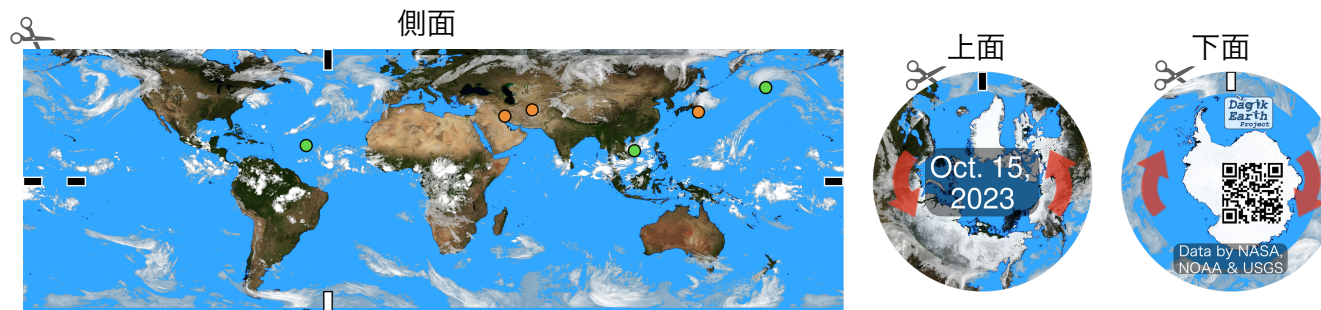 側面
上面
下面
Oct. 15,
2023
Dagik
Earth
Project
Data by NASA,
NOAA & USGS